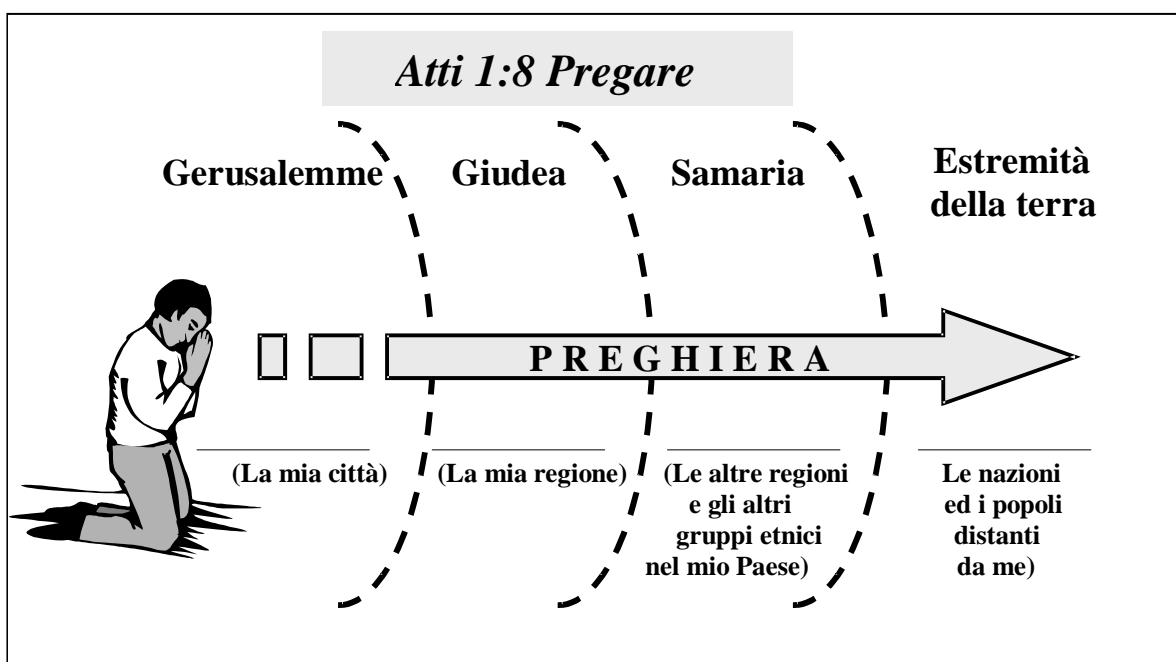 Atti 1:8 Pregare
Gerusalemme
Giudea
Samaria
Estremità
della terra
P R E G H I E R A
(La mia città)
(La mia regione)
(Le altre regioni
e gli altri
gruppi etnici
nel mio Paese)
Le nazioni
ed i popoli
distanti
da me)